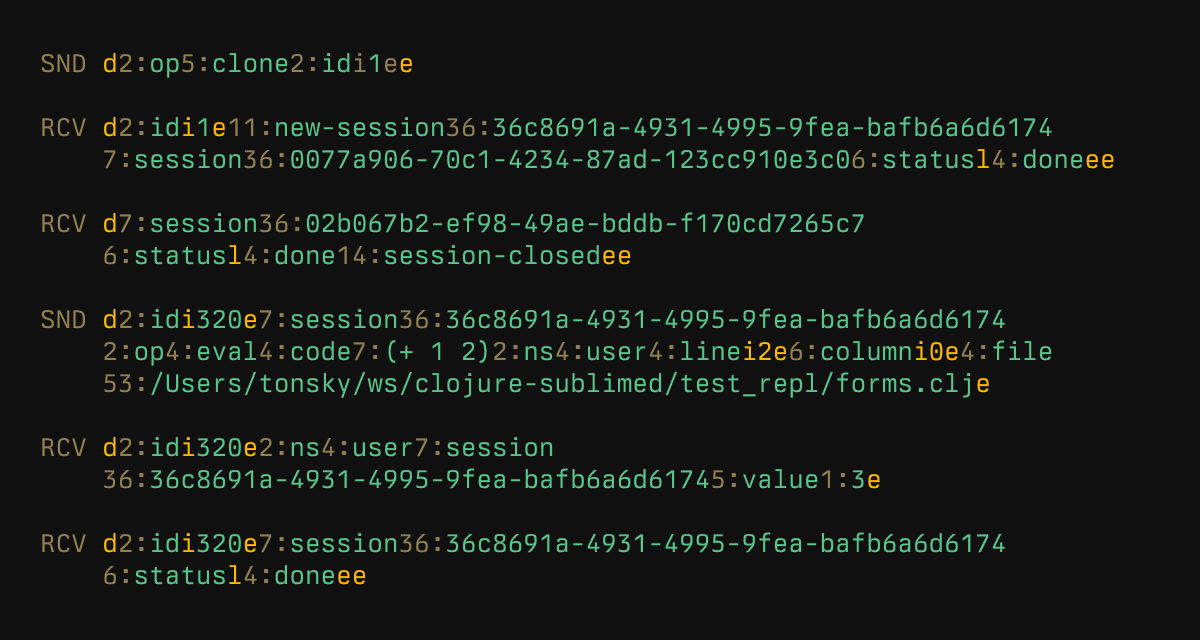 SND d2:op5:clone2:idi1ee
RCV d2:idi1e11:new-session36:36c8691a-4931-4995-9fea-bafb6a6d6174
7:session36:0077a906-70c1-4234-87ad-123cc910e3c06:statusl4:doneee
RCV d7:session36:02b067b2-ef98-49ae-bddb-f170cd7265c7
6:statusl4:done14:session-closedee
SND d2:idi320e7:session36:36c8691a-4931-4995-9fea-bafb6a6d6174
2:op4:eval4:code7:(+ 1 2)2:ns4:user4:linei2e6:columni0e4:file
53:/Users/tonsky/ws/clojure-sublimed/test_repl/forms.clje
RCV d2:idi320e2:ns4:user7:session
36:36c8691a-4931-4995-9fea-bafb6a6d61745:value1:3e
RCV d2:idi320e7:session36:36c8691a-4931-4995-9fea-bafb6a6d6174
6:statusl4:doneee